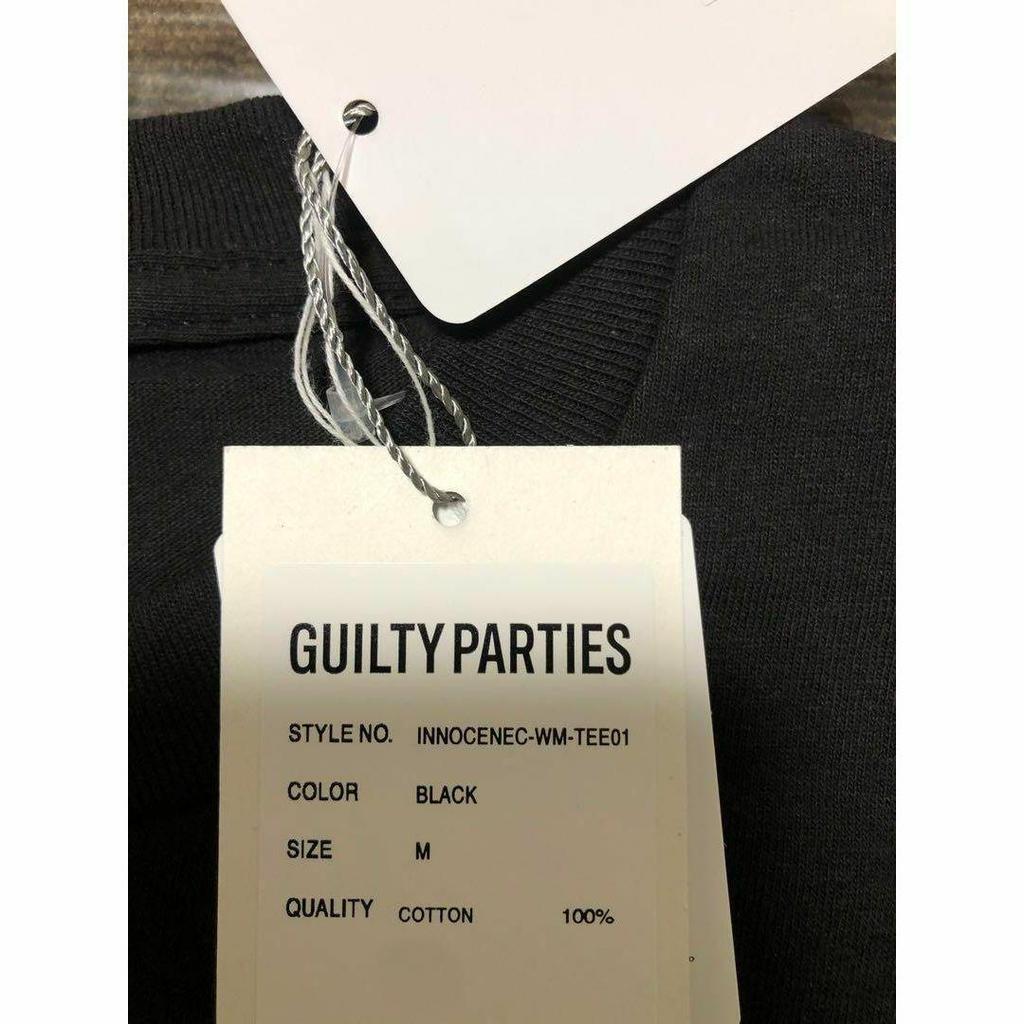 GUILTY PARTIES
STYLE NO. INNOCENEC-WM-TEE01
COLOR BLACK
SIZE M
QUALITY COTTON 100%